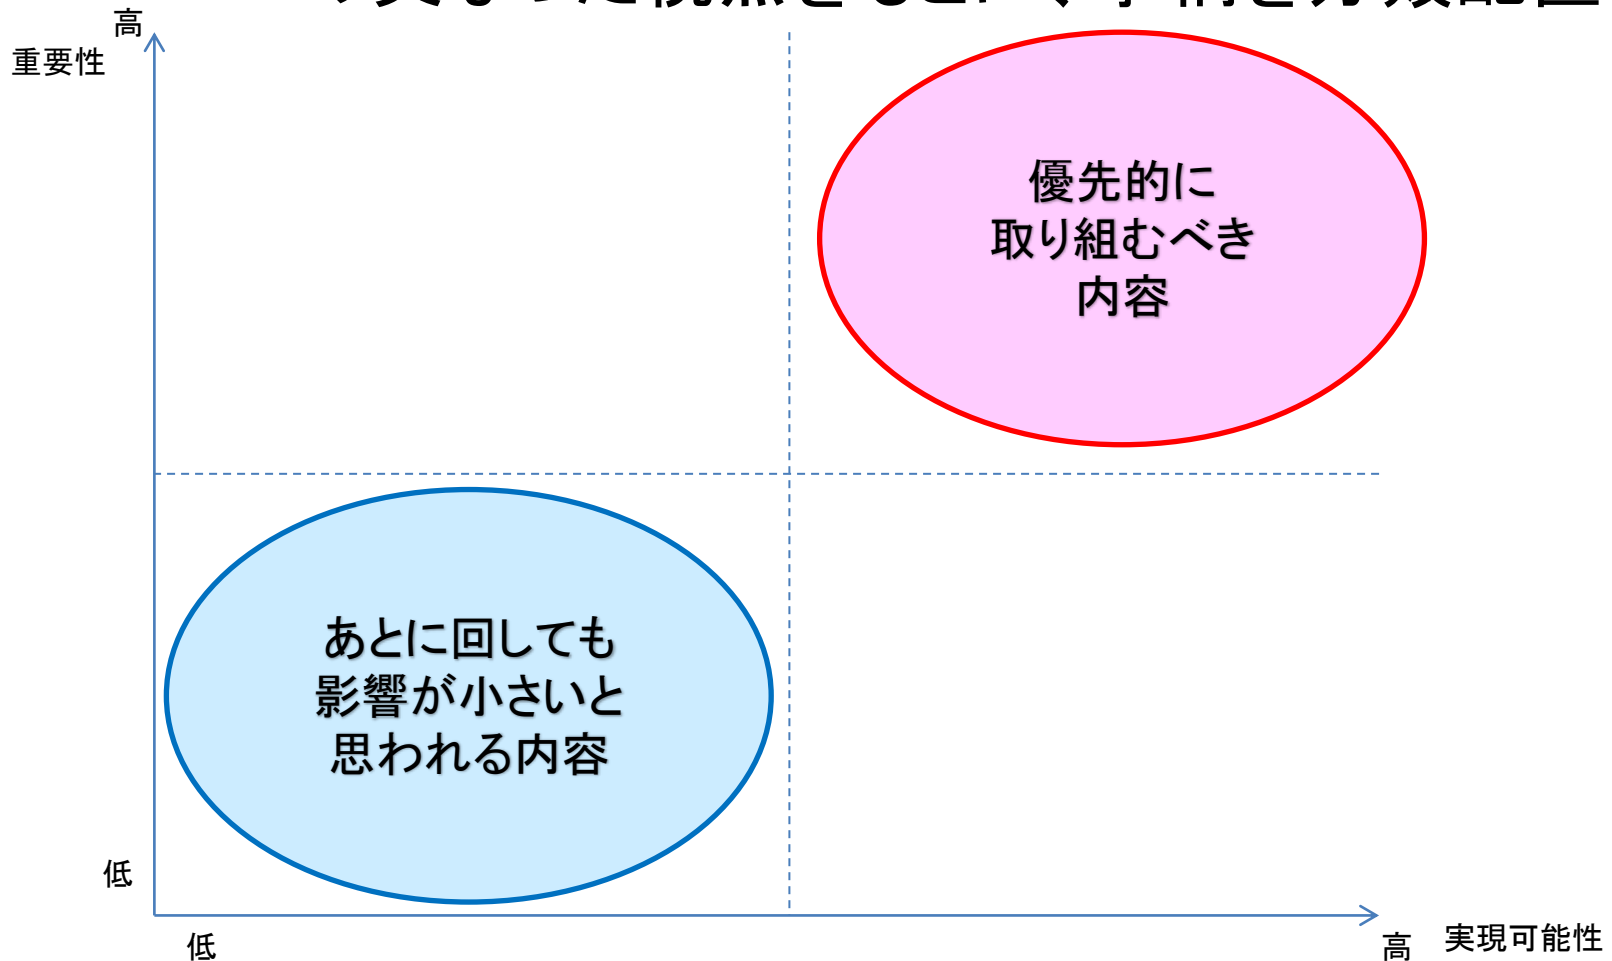 高
重要性
優先的に
取り組むべき
内容
あとに回しても
影響が小さいと
思われる内容
低
低
高
実現可能性